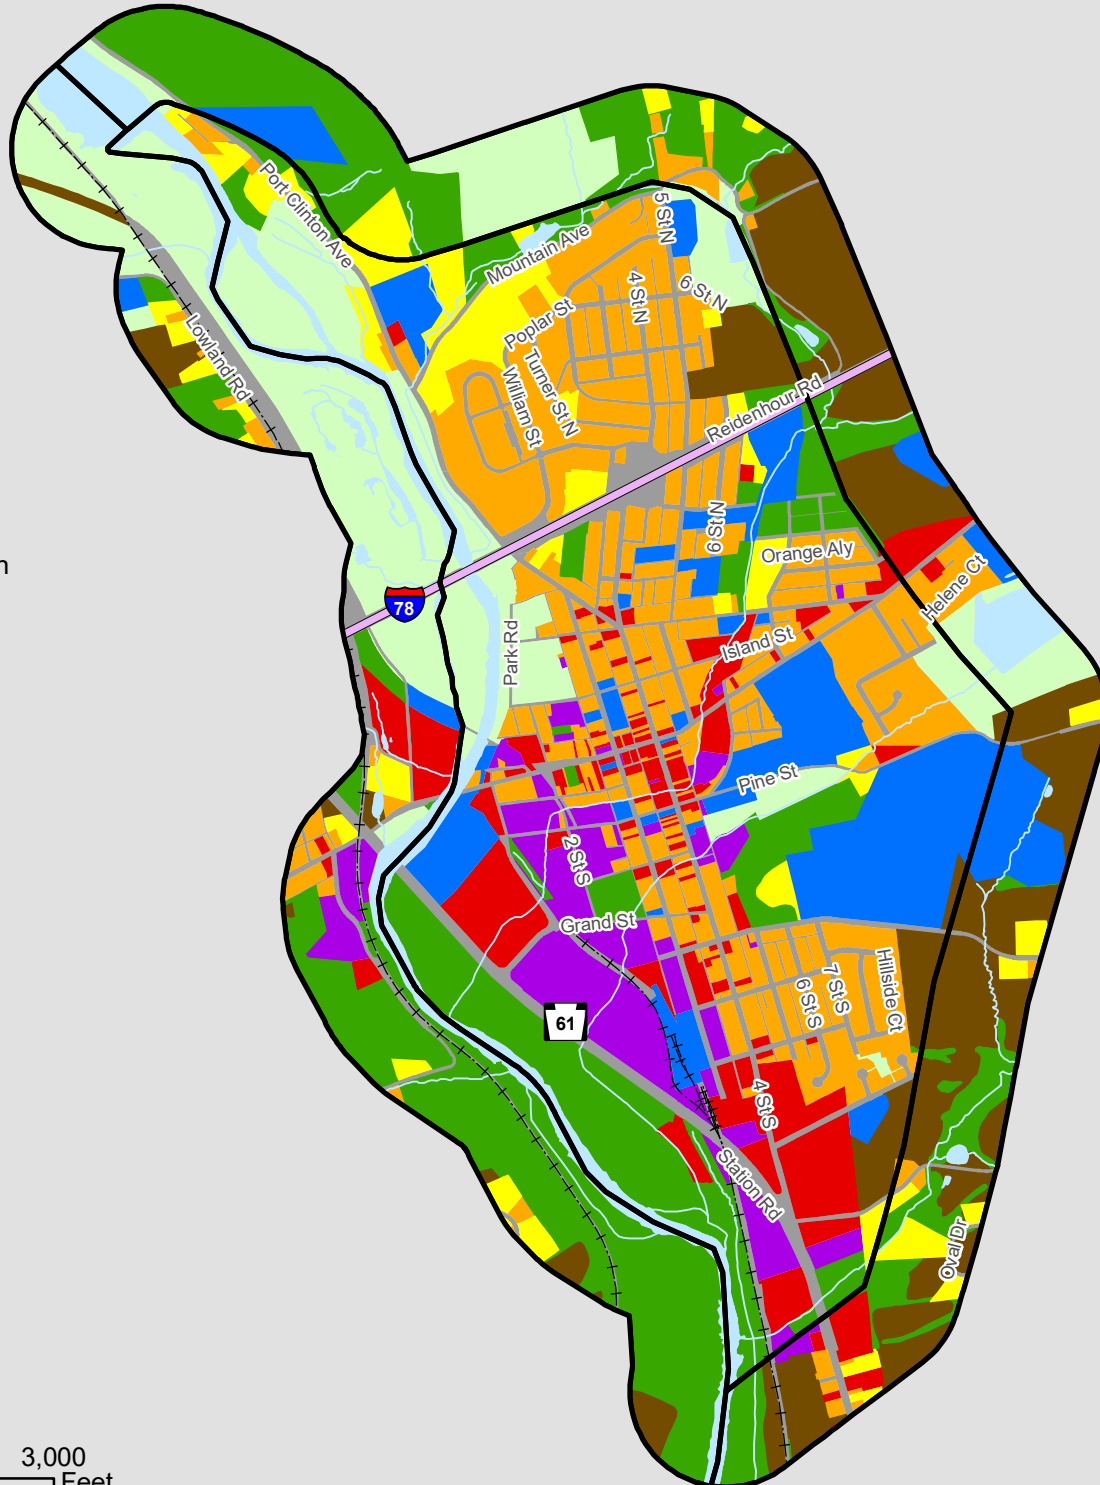 Port Clinton Ave
5 St N
Mountain Ave
4 St N
6 St N
Poplar St
Lowland Rd
Turner St N
William St
Reidenhour Rd
6 St N
Orange Aly
n
Helene Ct
78
Park Rd
Island St
Pine St
2 St S
Grand St
Hillside Ct
7 St S
6 St S
61
4 St S
Station Rd
Oval Dr
3,000
Feet